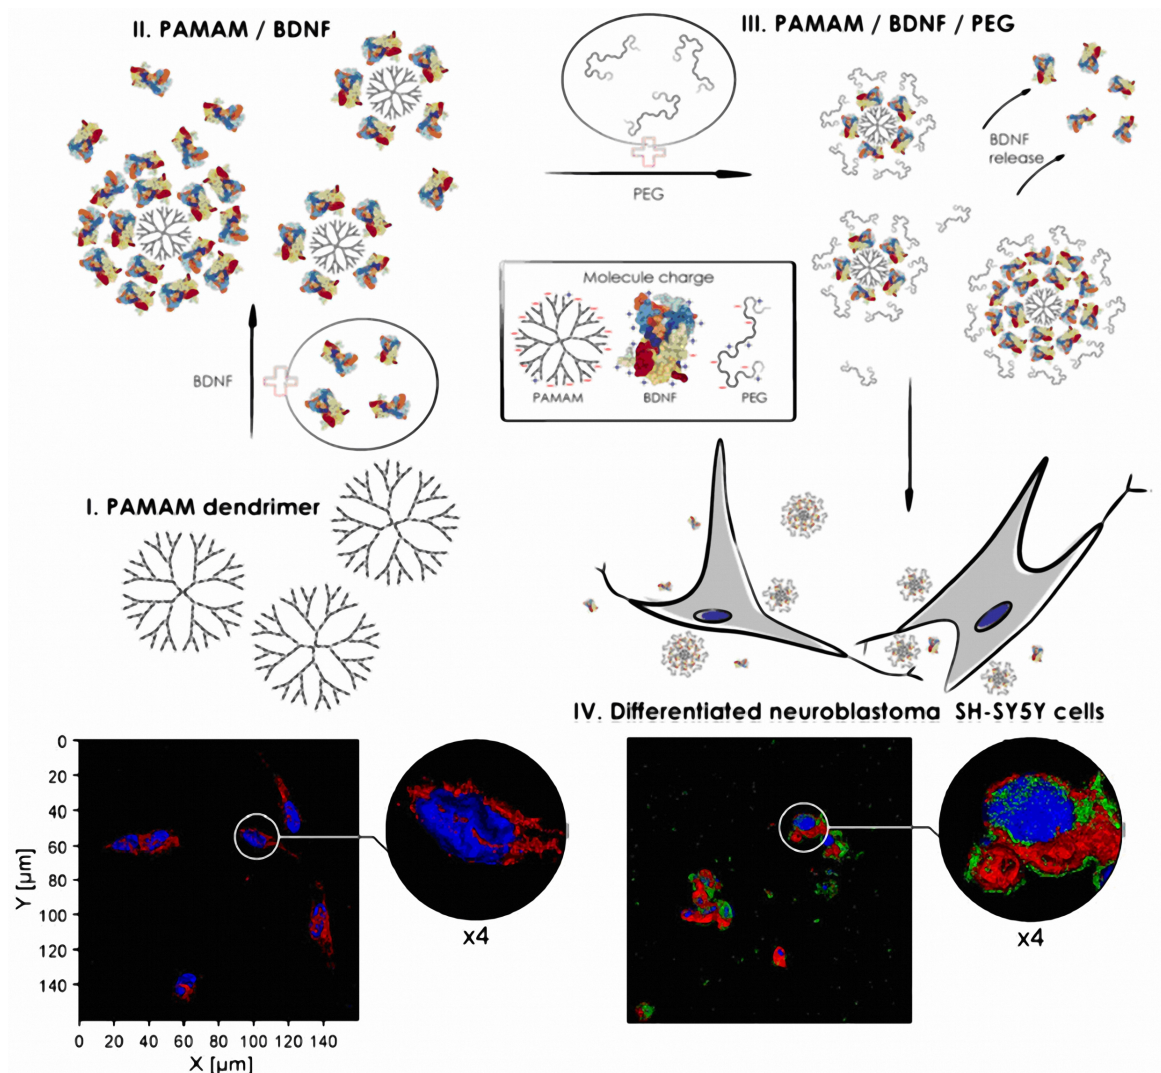 II. PAMAM / BDNF
III. PAMAM / BDNF / PEG
PEG
BDNF
release
Molecule charge
PAMAM
BDNF
PEG
BDNF
I. PAMAM dendrimer
IV. Differentiated neuroblastoma SH-SY5Y cells
0
20
40
60
80
100
120
140
Y [µm]
0 20 40 60 80 100 120 140
X [µm]
x4
x4